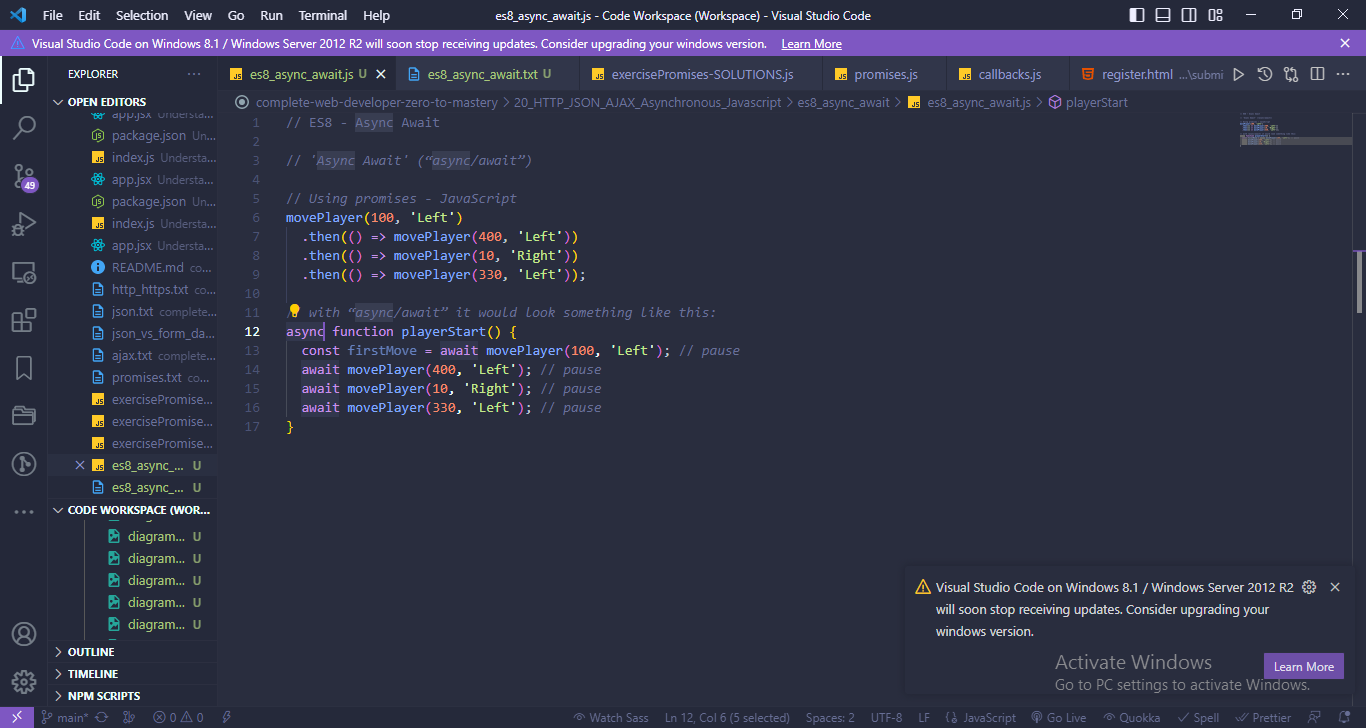 File Edit Selection View Go Run Terminal Help
es8_async_await.js - Code Workspace (Workspace) - Visual Studio Code
Visual Studio Code on Windows 8.1 / Windows Server 2012 R2 will soon stop receiving updates. Consider upgrading your windows version. Learn More
EXPLORER
OPEN EDITORS
app.jsx Understa...
package.json Un...
index.js Understa...
app.jsx Understa...
package.json Un...
index.js Understa...
app.jsx Understa...
README.md co...
http_https.txt co...
json.txt complete...
json_vs_form_da...
ajax.txt complete...
promises.txt co...
exercisePromise...
exercisePromise...
exercisePromise...
es8_async_... U
es8_async_... U
CODE WORKSPACE (WOR...
diagram... U
diagram... U
diagram... U
diagram... U
diagram... U
OUTLINE
TIMELINE
NPM SCRIPTS
49
es8_async_await.js U
es8_async_await.txt U
exercisePromises-SOLUTIONS.js
promises.js
callbacks.js
register.html ...\submi
complete-web-developer-zero-to-mastery > 20_HTTP_JSON_AJAX_Asynchronous_Javascript > es8_async_await > es8_async_await.js > playerStart
1 // ES8 - Async Await
2
3 // 'Async Await' (“async/await”)
4
5 // Using promises - JavaScript
6 movePlayer(100, 'Left')
7 .then(() => movePlayer(400, 'Left'))
8 .then(() => movePlayer(10, 'Right'))
9 .then(() => movePlayer(330, 'Left'));
10
11 / with “async/await” it would look something like this:
12 async function playerStart() {
13 const firstMove = await movePlayer(100, 'Left'); // pause
14 await movePlayer(400, 'Left'); // pause
15 await movePlayer(10, 'Right'); // pause
16 await movePlayer(330, 'Left'); // pause
17 }
Visual Studio Code on Windows 8.1 / Windows Server 2012 R2
will soon stop receiving updates. Consider upgrading your
windows version.
Learn More
Activate Windows
Go to PC settings to activate Windows.
main* 0 0 Watch Sass Ln 12, Col 6 (5 selected) Spaces: 2 UTF-8 LF JavaScript Go Live Quokka Spell Prettier